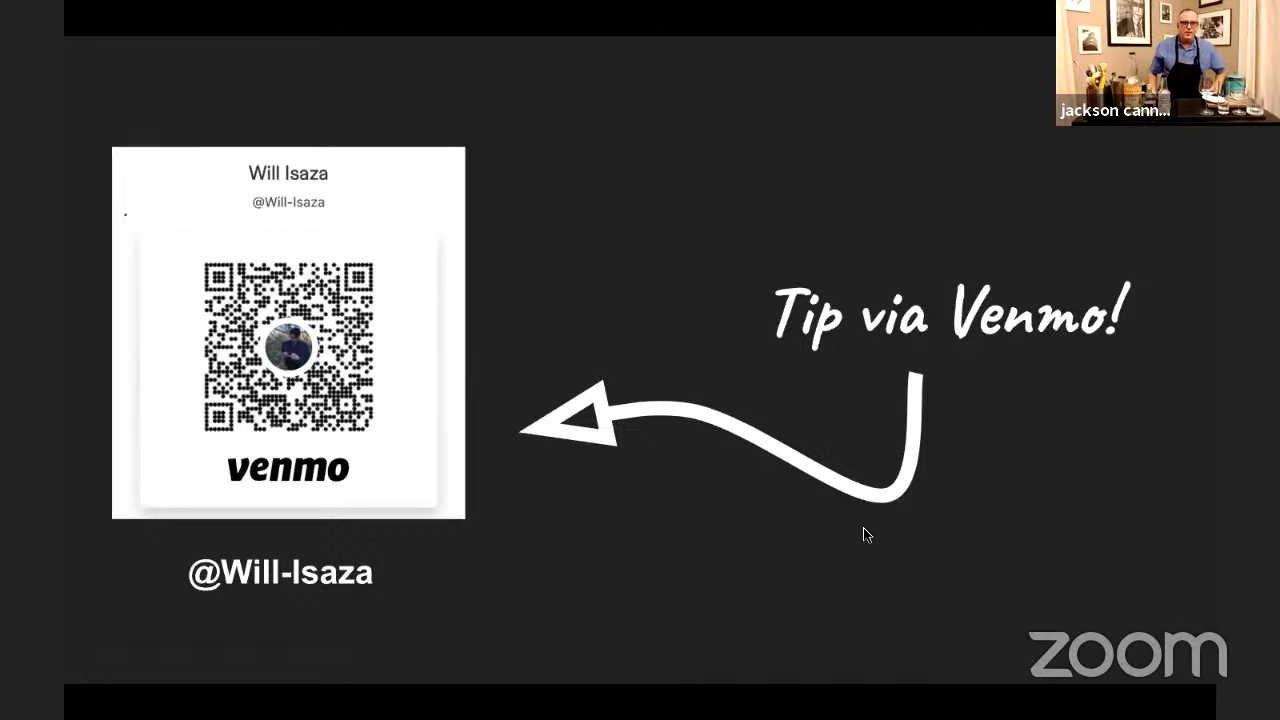 jackson cann...
Will Isaza
@Will-Isaza
venmo
@Will-Isaza
Tip via Venmo!
zoom